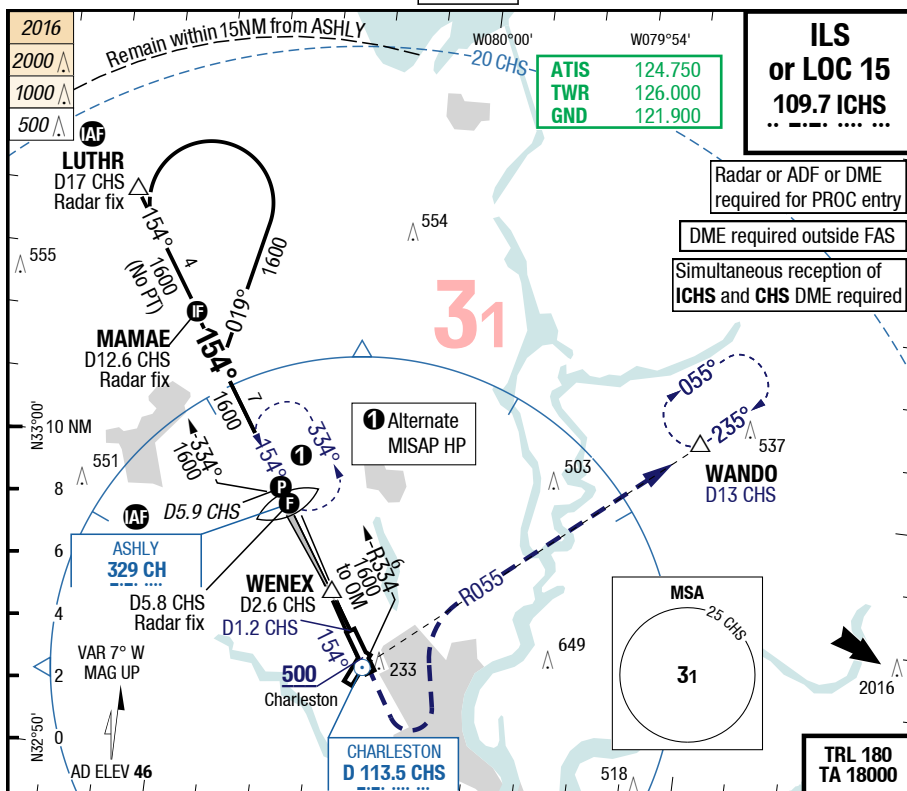 2016
2000
1000
500
Remain within 15NM from ASHLY
20 CHS
W080°00'
W079°54'
ATIS 124.750
TWR 126.000
GND 121.900
ILS
or LOC 15
109.7 ICHS
Radar or ADF or DME
required for PROC entry
DME required outside FAS
Simultaneous reception of
ICHS and CHS DME required
IAF
LUTHR
D17 CHS
Radar fix
154°
4
1600
(No PT)
1600
019°
555
554
31
IF
MAMAE
D12.6 CHS
Radar fix
154°
7
1600
N33°00'
10 NM
8
6
4
2
0
N32°50'
1 Alternate
MISAP HP
055°
235°
537
WANDO
D13 CHS
551
334°
1600
154°
334°
1
503
P
D5.9 CHS
F
IAF
ASHLY
329 CH
D5.8 CHS
Radar fix
WENEX
D2.6 CHS
D1.2 CHS
R334
6
1600
to OM
R055
154°
500
Charleston
233
649
MSA
25 CHS
31
2016
VAR 7° W
MAG UP
AD ELEV 46
CHARLESTON
D 113.5 CHS
518
TRL 180
TA 18000